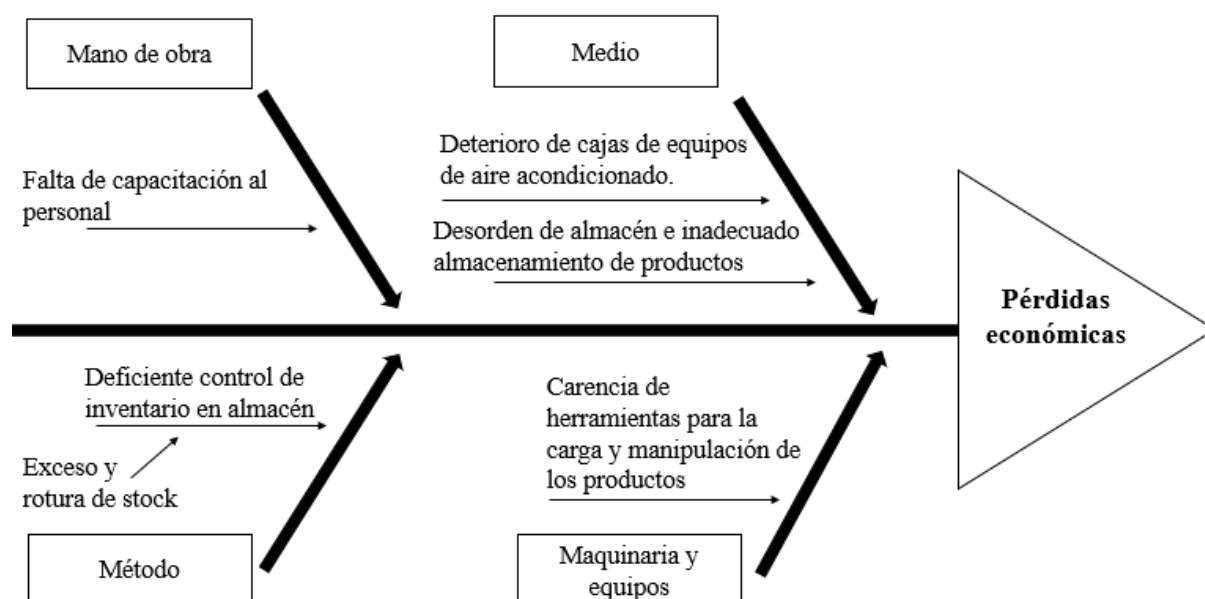 Mano de obra
Medio
Falta de capacitación al
personal
Deterioro de cajas de equipos
de aire acondicionado.
Desorden de almacén e inadecuado
almacenamiento de productos
Pérdidas
económicas
Deficiente control de
inventario en almacén
Exceso y
rotura de stock
Carencia de
herramientas para la
carga y manipulación de
los productos
Método
Maquinaria y
equipos